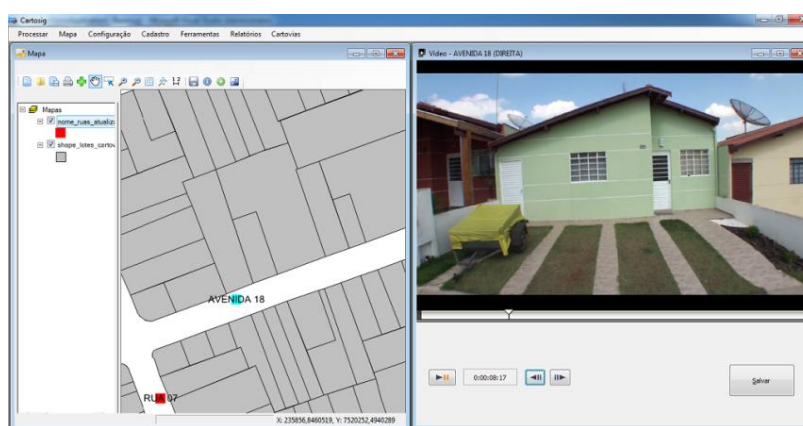 Cartosig
Processar Mapa Configuração Cadastro Ferramentas Relatórios Cartovias
Mapa
Mapas
nome_ruas_atualiz
shape_lotes_cartov
AVENIDA 18
RUA 07
X: 235856,8460519, Y: 7520252,4940289
Vídeo - AVENIDA 18 (DIREITA)
0:00:08:17
Salvar